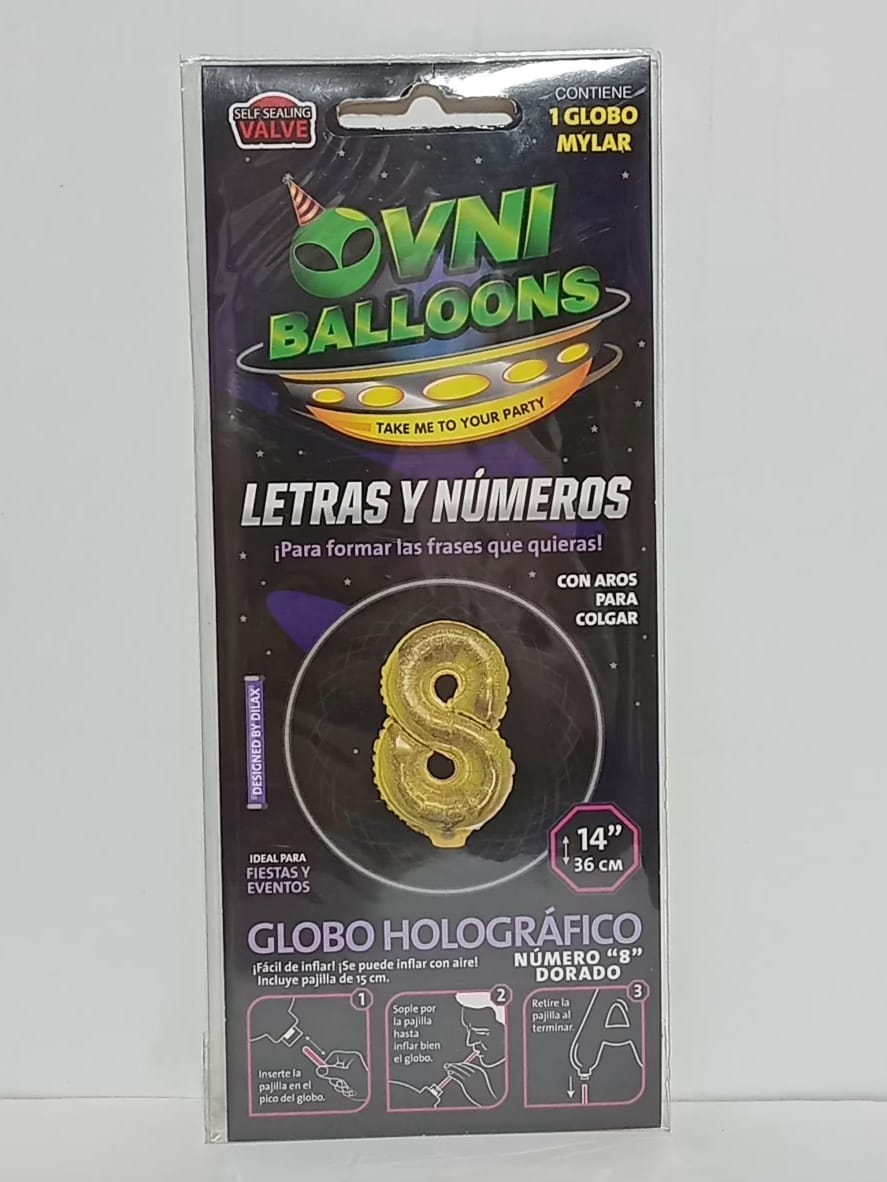 SELF SEALING
VALVE
CONTIENE
1 GLOBO
MYLAR
OVNI
BALLOONS
TAKE ME TO YOUR PARTY
LETRAS Y NÚMEROS
¡Para formar las frases que quieras!
CON AROS
PARA
COLGAR
"DESIGNED BY DILAX"
14”
36 CM
IDEAL PARA
FIESTAS Y
EVENTOS
GLOBO HOLOGRÁFICO
¡Fácil de inflar! ¡Se puede inflar con aire!
Incluye pajilla de 15 cm.
NÚMERO “8”
DORADO
1
Inserte la
pajilla en el
pico del globo.
2
Sople por
la pajilla
hasta
inflar bien
el globo.
3
Retire la
pajilla al
terminar.